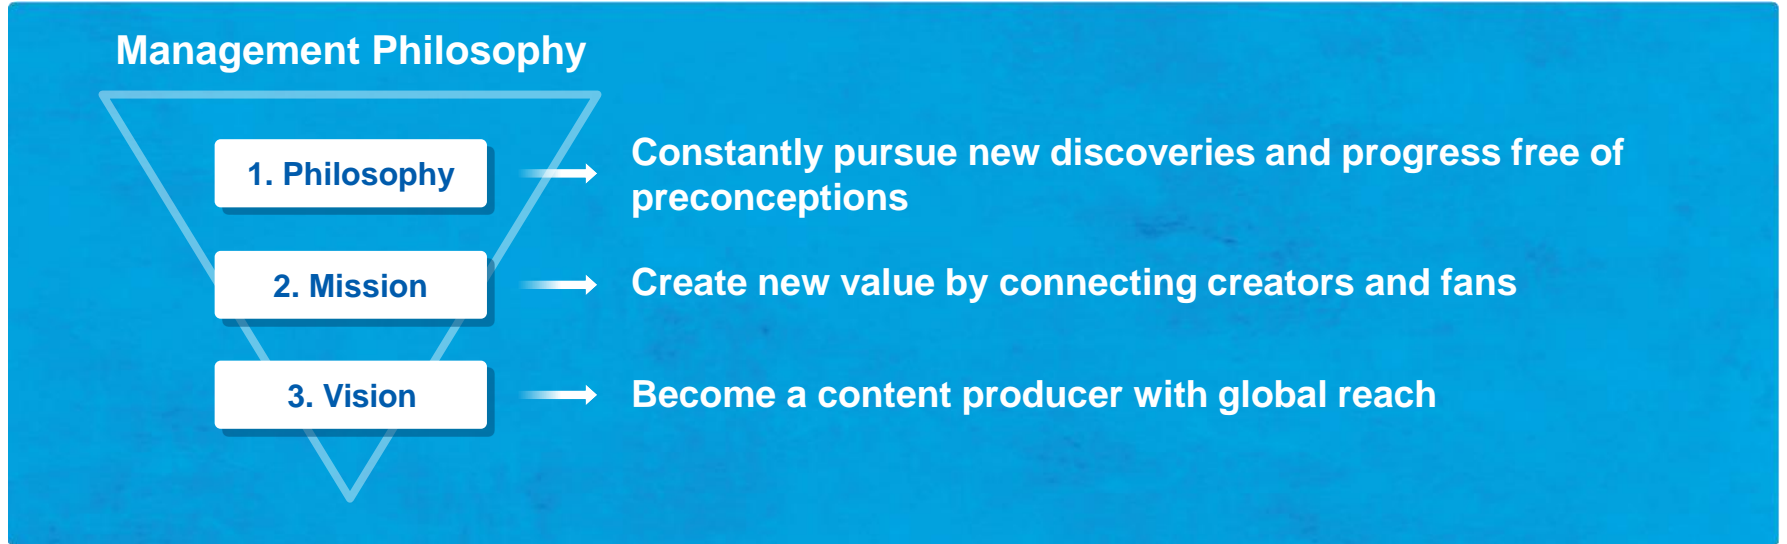 Management Philosophy
1. Philosophy
Constantly pursue new discoveries and progress free of
preconceptions
2. Mission
Create new value by connecting creators and fans
3. Vision
Become a content producer with global reach